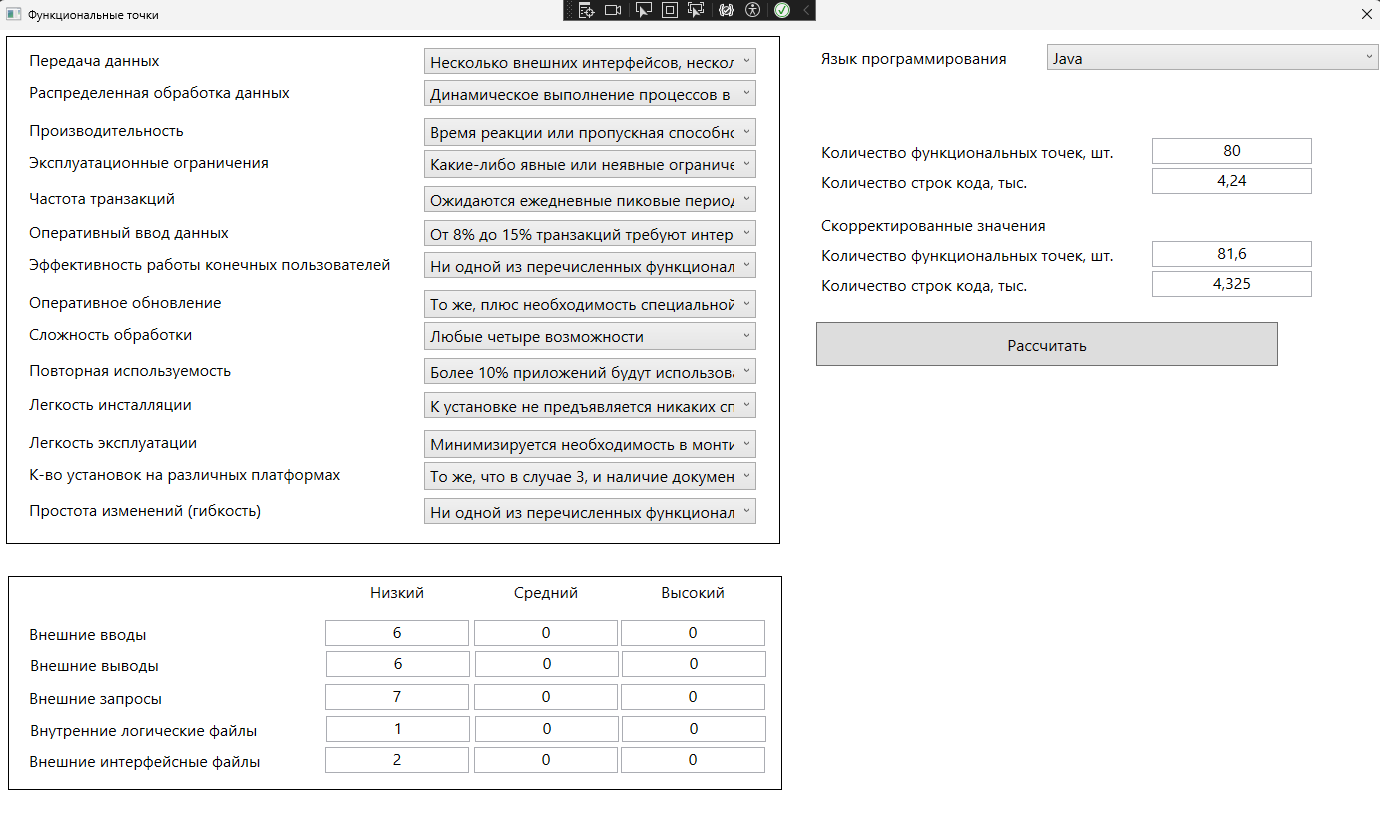 Функциональные точки
Передача данных Несколько внешних интерфейсов, нескол
Распределенная обработка данных Динамическое выполнение процессов в
Производительность Время реакции или пропускная способно
Эксплуатационные ограничения Какие-либо явные или неявные ограниче
Частота транзакций Ожидаются ежедневные пиковые период
Оперативный ввод данных От 8% до 15% транзакций требуют интер
Эффективность работы конечных пользователей Ни одной из перечисленных функционал
Оперативное обновление То же, плюс необходимость специальной
Сложность обработки Любые четыре возможности
Повторная используемость Более 10% приложений будут использова
Легкость инсталляции К установке не предъявляется никаких сп
Легкость эксплуатации Минимизируется необходимость в монти
К-во установок на различных платформах То же, что в случае 3, и наличие докумен
Простота изменений (гибкость) Ни одной из перечисленных функционал
Низкий Средний Высокий
Внешние вводы 6 0 0
Внешние выводы 6 0 0
Внешние запросы 7 0 0
Внутренние логические файлы 1 0 0
Внешние интерфейсные файлы 2 0 0
Язык программирования Java
Количество функциональных точек, шт. 80
Количество строк кода, тыс. 4,24
Скорректированные значения
Количество функциональных точек, шт. 81,6
Количество строк кода, тыс. 4,325
Рассчитать